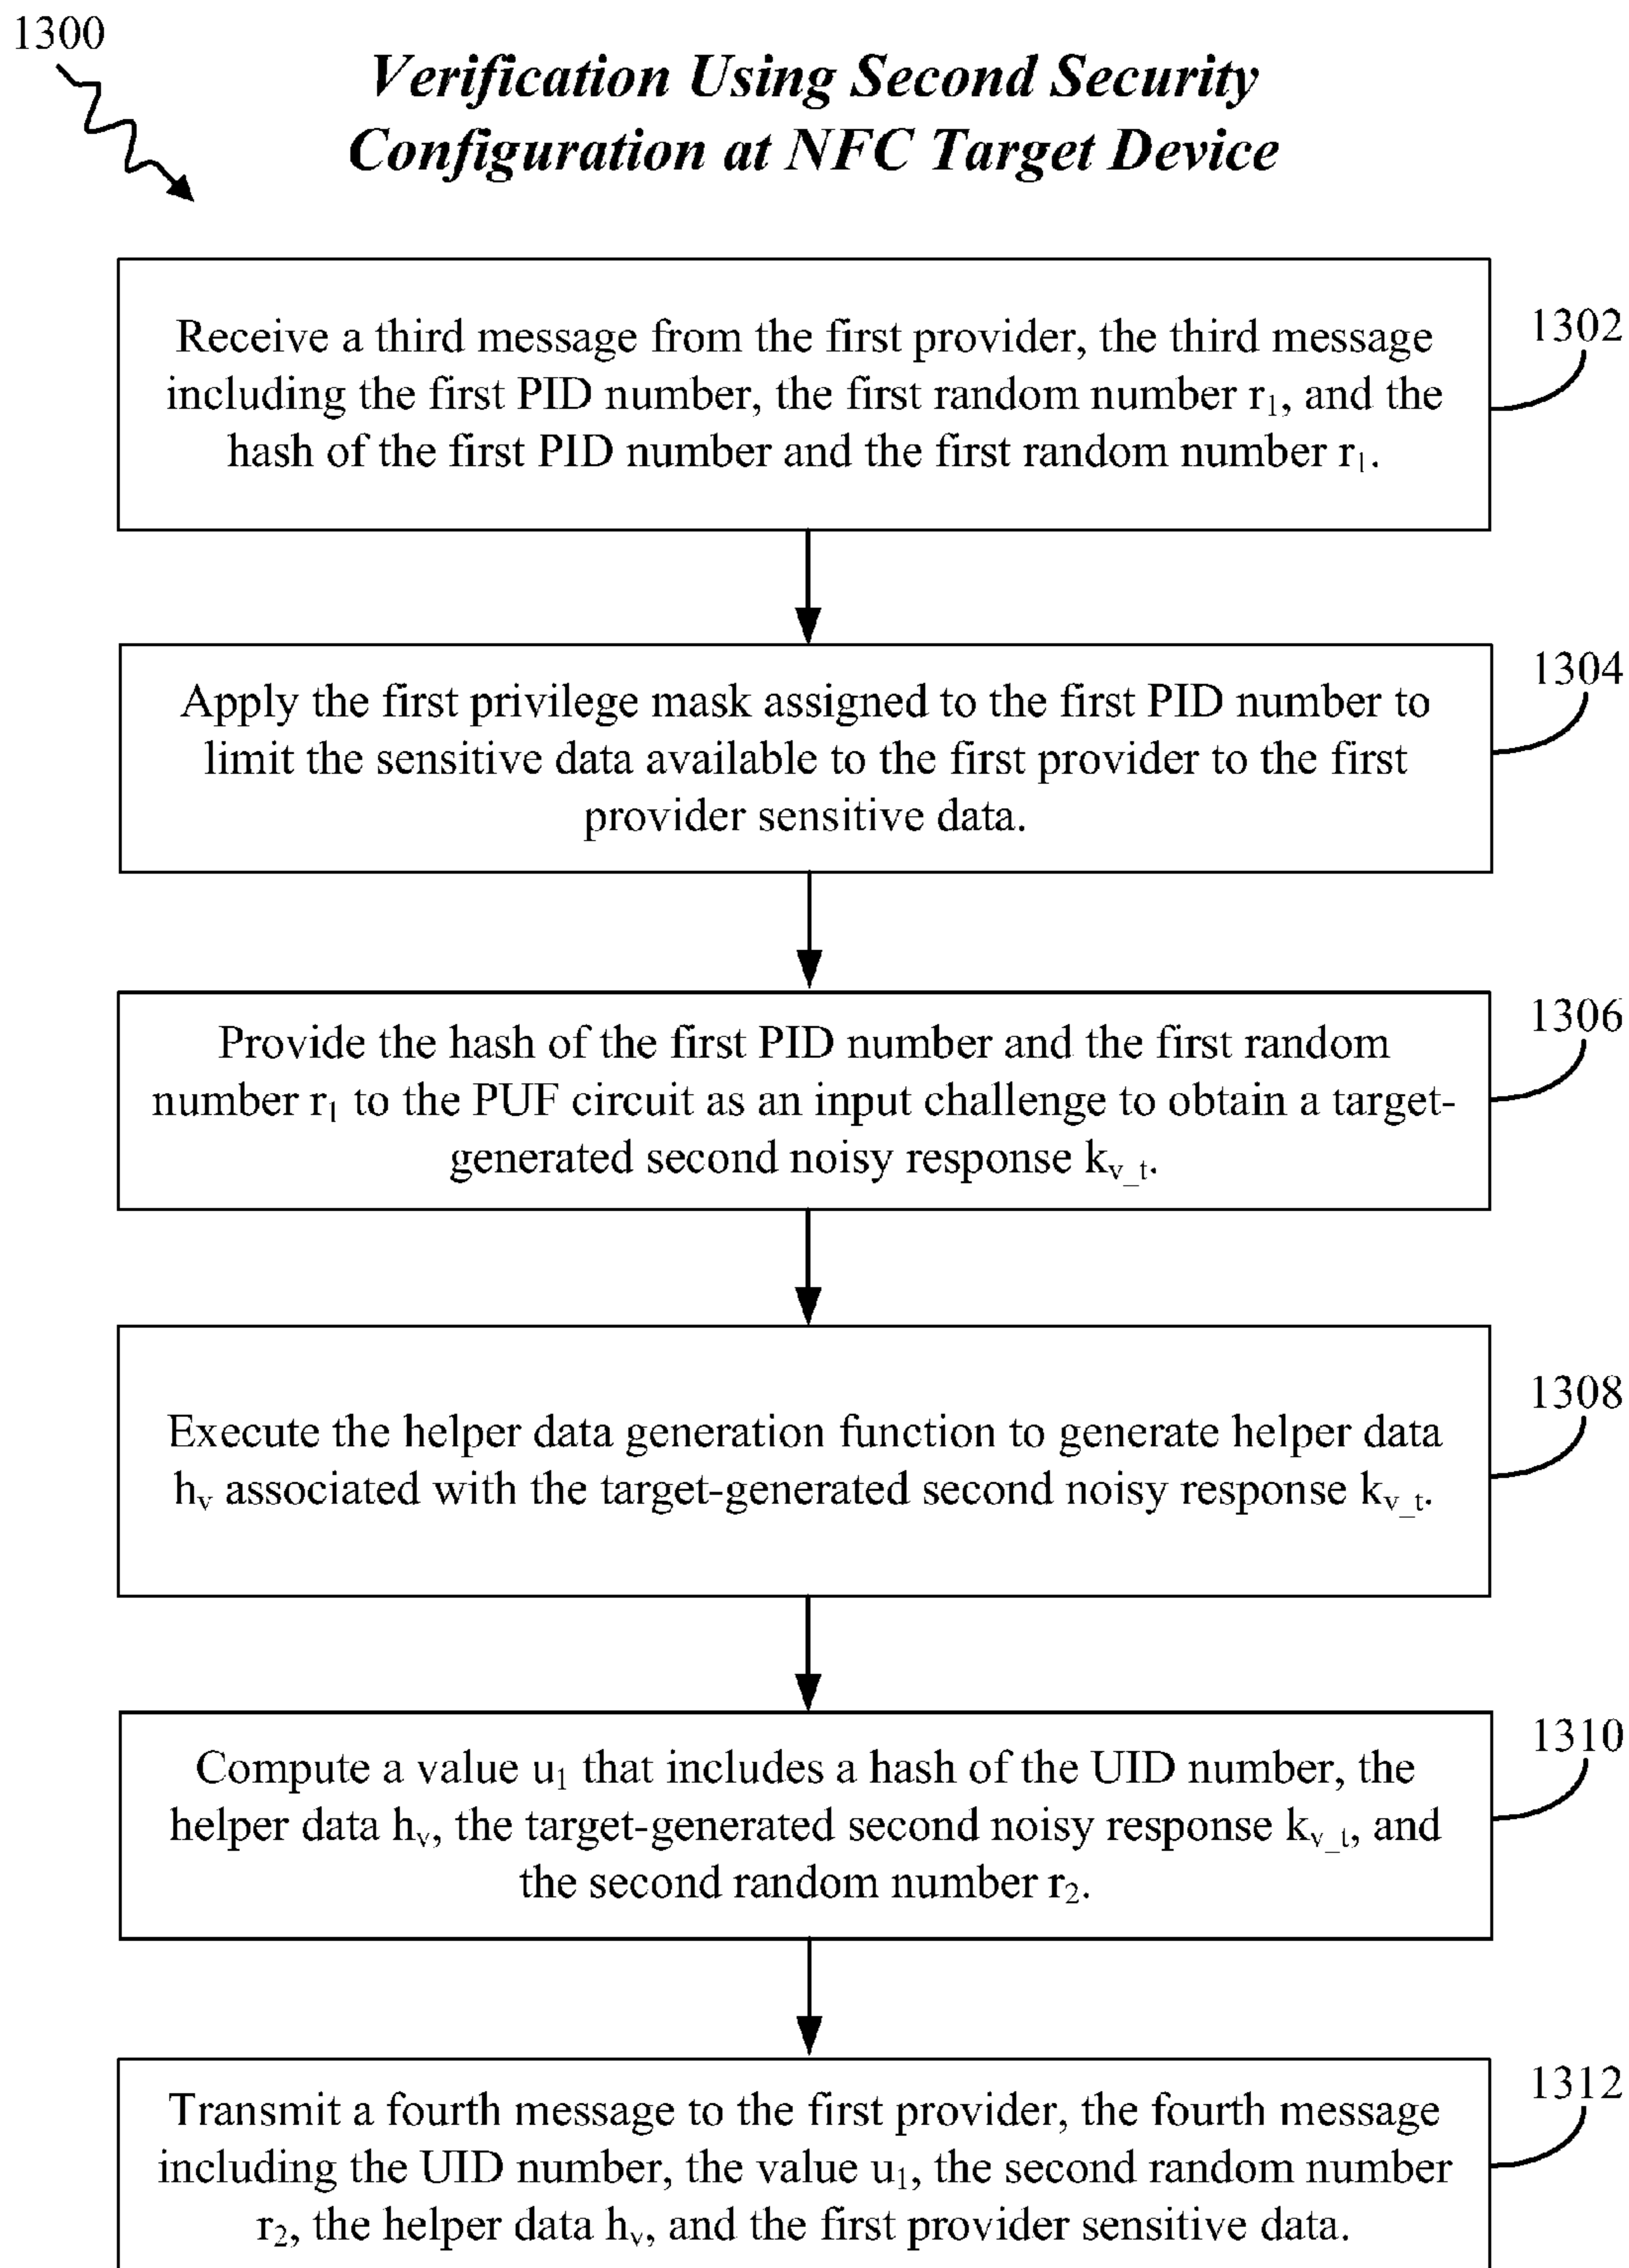 1300
Verification Using Second Security
Configuration at NFC Target Device
Receive a third message from the first provider, the third message
including the first PID number, the first random number r₁, and the
hash of the first PID number and the first random number r₁.
1302
Apply the first privilege mask assigned to the first PID number to
limit the sensitive data available to the first provider to the first
provider sensitive data.
1304
Provide the hash of the first PID number and the first random
number r₁ to the PUF circuit as an input challenge to obtain a target-
generated second noisy response kv_t.
1306
Execute the helper data generation function to generate helper data
hv associated with the target-generated second noisy response kv_t.
1308
Compute a value u₁ that includes a hash of the UID number, the
helper data hv, the target-generated second noisy response kv_t, and
the second random number r₂.
1310
Transmit a fourth message to the first provider, the fourth message
including the UID number, the value u₁, the second random number
r₂, the helper data hv, and the first provider sensitive data.
1312